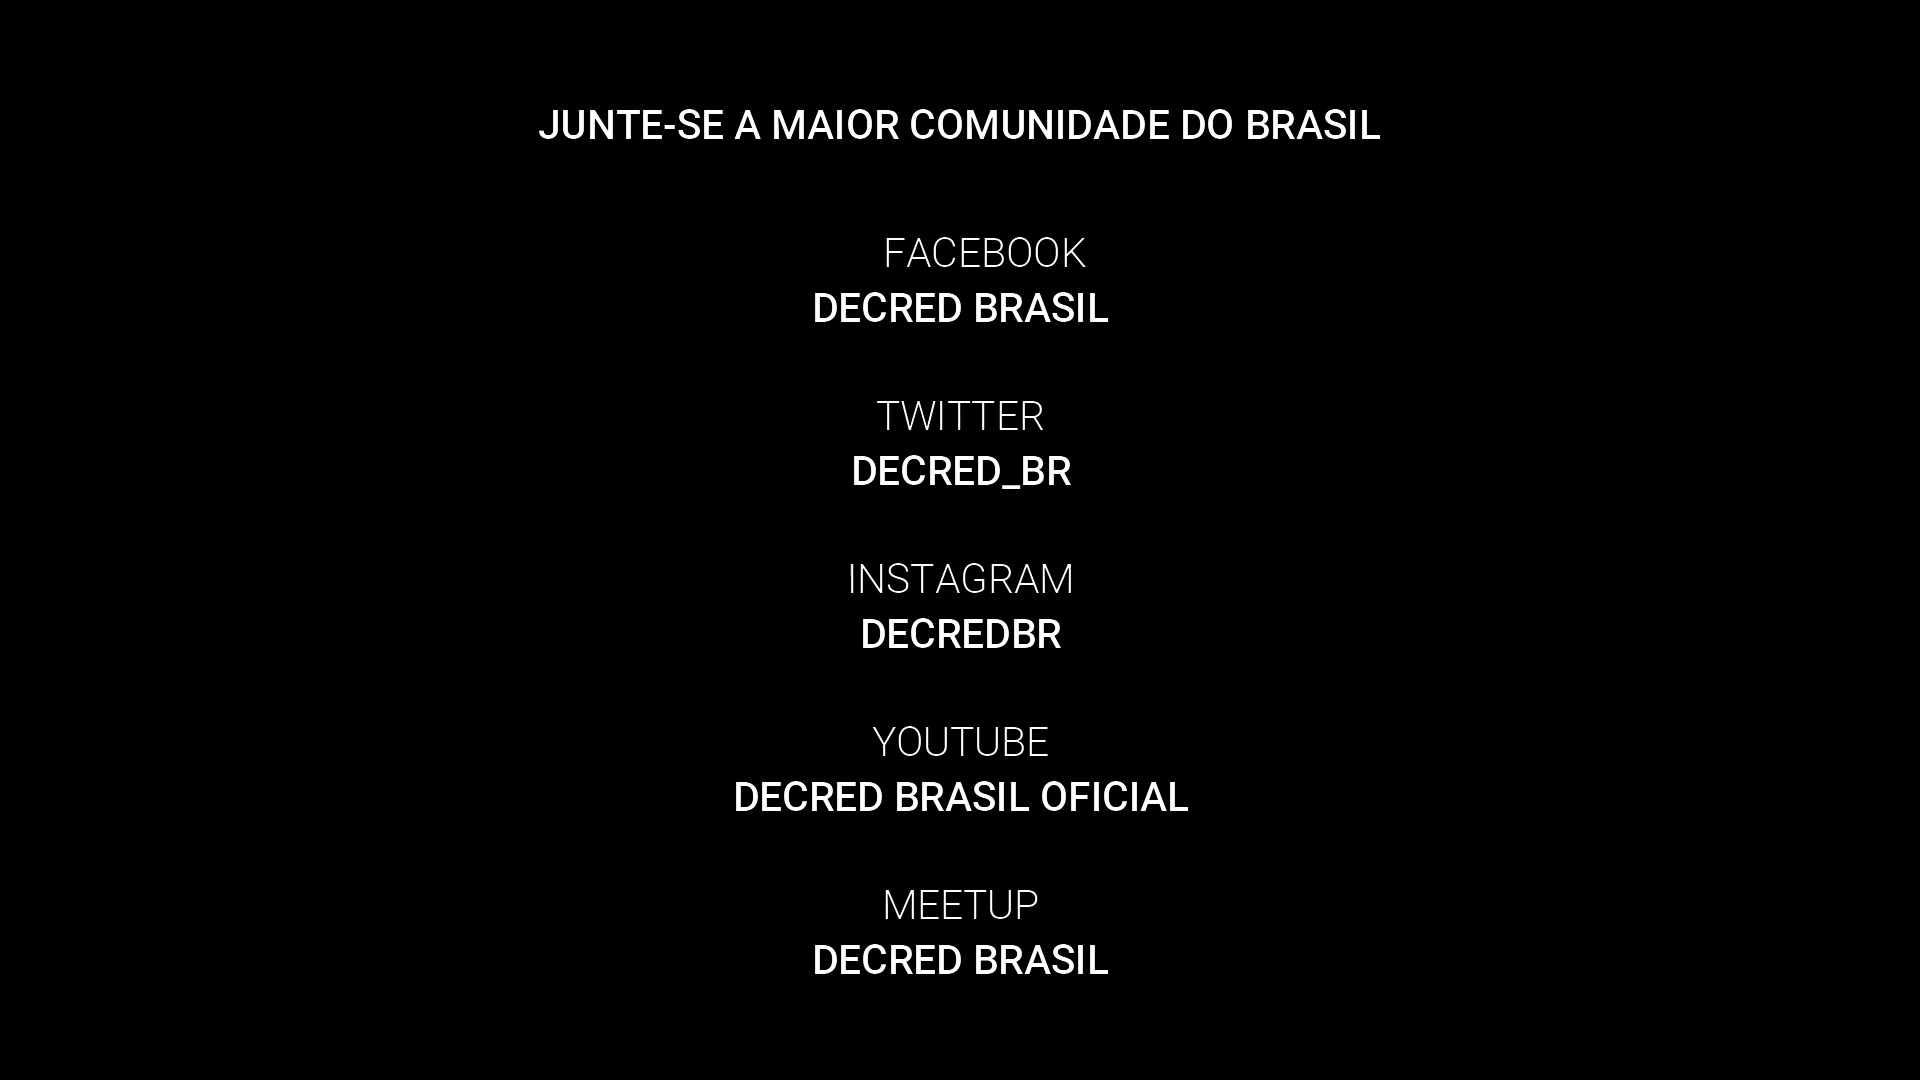 JUNTE-SE A MAIOR COMUNIDADE DO BRASIL
FACEBOOK
DECRED BRASIL
TWITTER
DECRED_BR
INSTAGRAM
DECREDBR
YOUTUBE
DECRED BRASIL OFICIAL
MEETUP
DECRED BRASIL